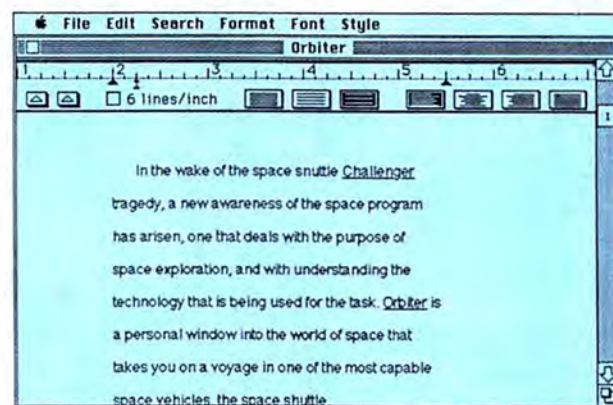 File Edit Search Format Font Style
Orbiter
1 2 3 4 5 6
6 lines/inch
1
In the wake of the space snuttle Challenger
tragedy, a new awareness of the space program
has arisen, one that deals with the purpose of
space exploration, and with understanding the
technology that is being used for the task. Orbiter is
a personal window into the world of space that
takes you on a voyage in one of the most capable
space vehicles, the space shuttle